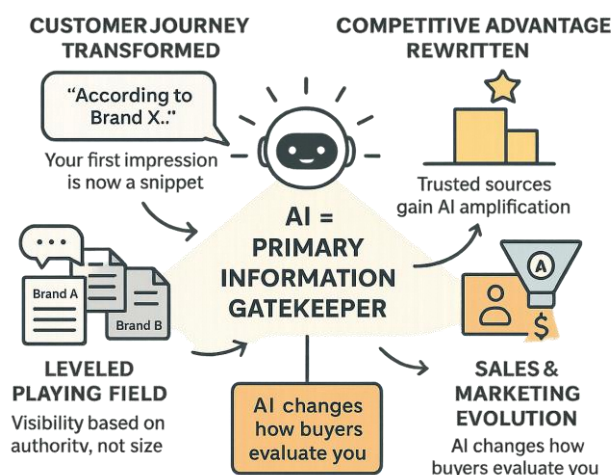 CUSTOMER JOURNEY
TRANSFORMED
"According to
Brand X.."
Your first impression
is now a snippet
COMPETITIVE ADVANTAGE
REWRITTEN
Trusted sources
gain AI amplification
AI =
PRIMARY
INFORMATION
GATEKEEPER
Brand A
Brand B
LEVELED
PLAYING FIELD
Visibility based on
authority, not size
AI changes
how buyers
evaluate you
A
$
SALES &
MARKETING
EVOLUTION
AI changes how
buyers evaluate you